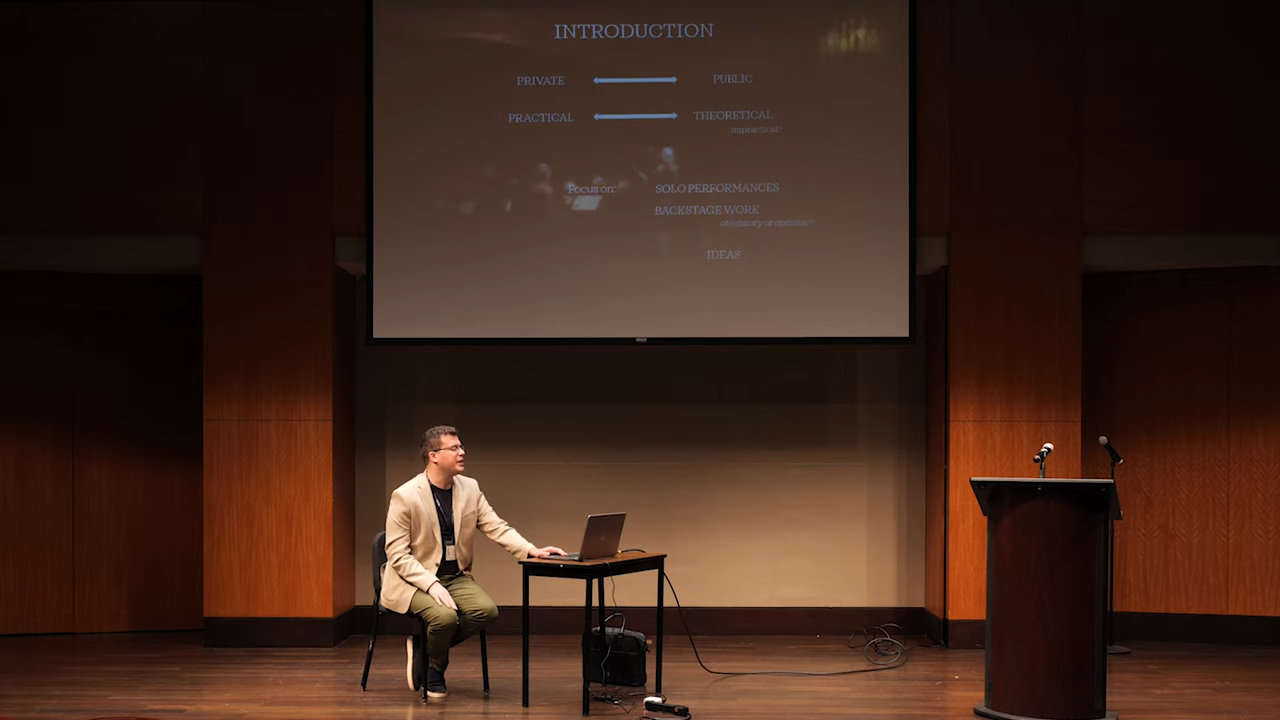 INTRODUCTION
PRIVATE PUBLIC
PRACTICAL THEORETICAL
impractical?
Focus on: SOLO PERFORMANCES
BACKSTAGE WORK
obligatory or optional?
IDEAS